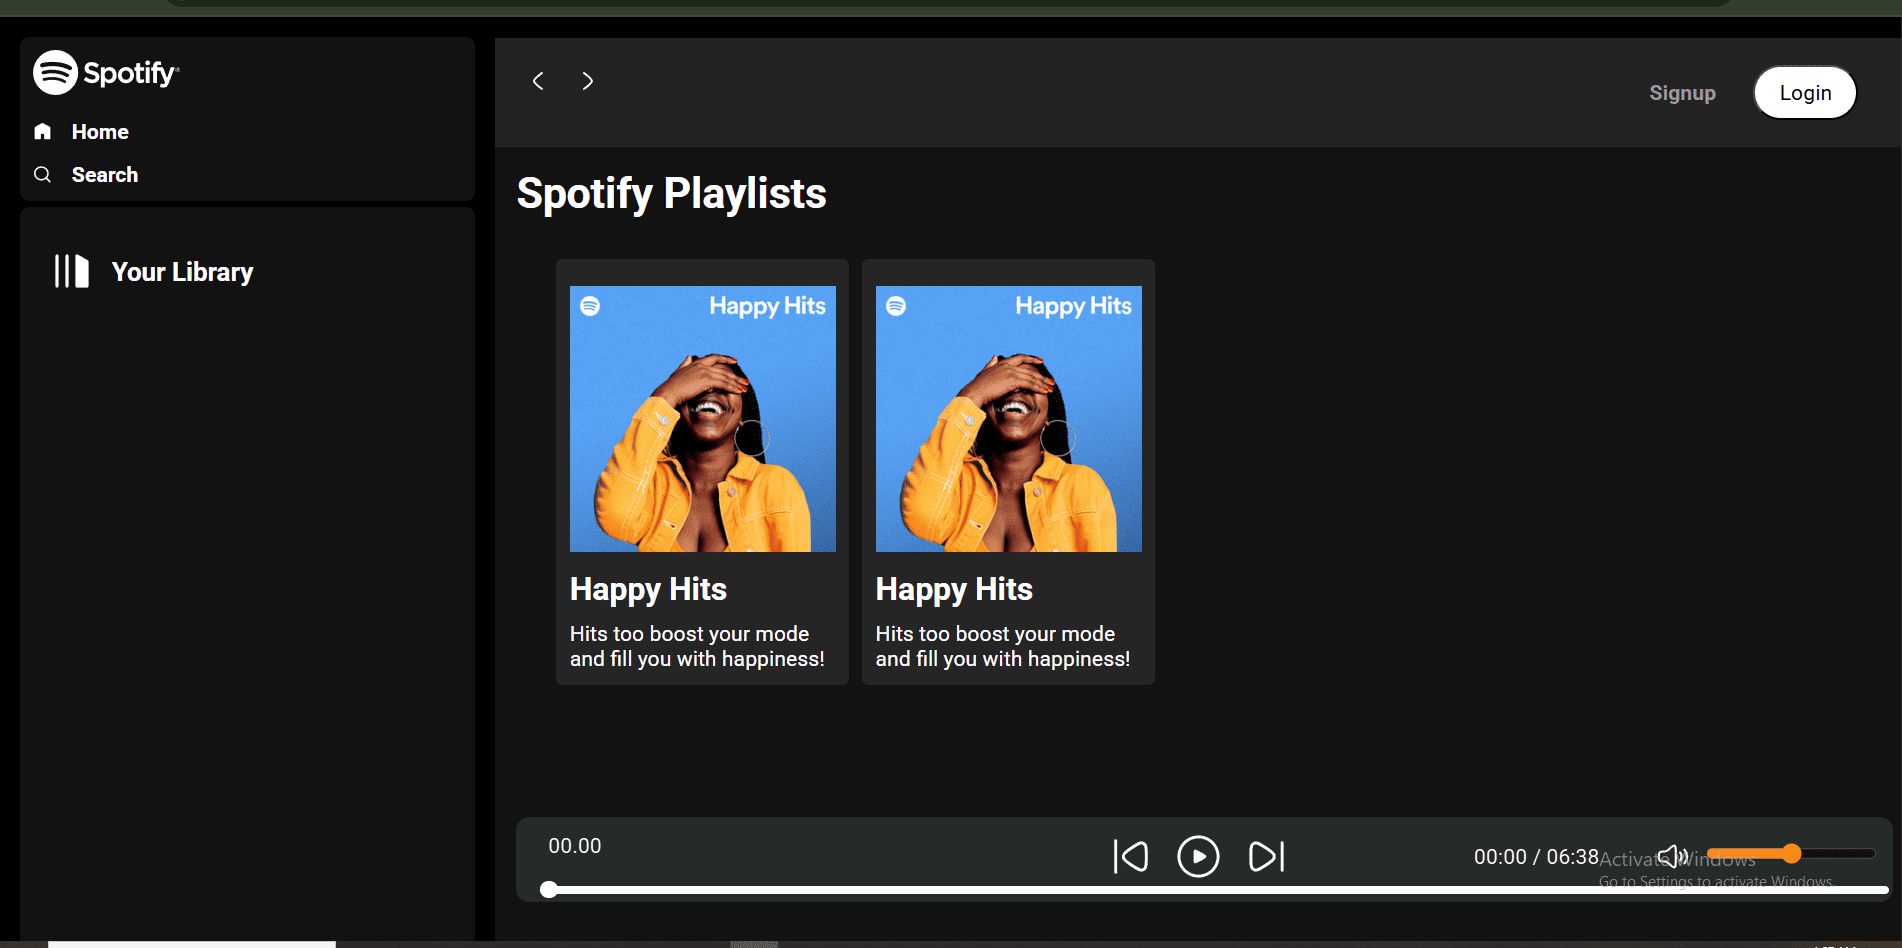 Spotify
Home
Search
Your Library
Signup
Login
Spotify Playlists
Happy Hits
Happy Hits
Hits too boost your mode
and fill you with happiness!
Happy Hits
Happy Hits
Hits too boost your mode
and fill you with happiness!
00.00
00:00 / 06:38
Activate Windows
Go to Settings to activate Windows.